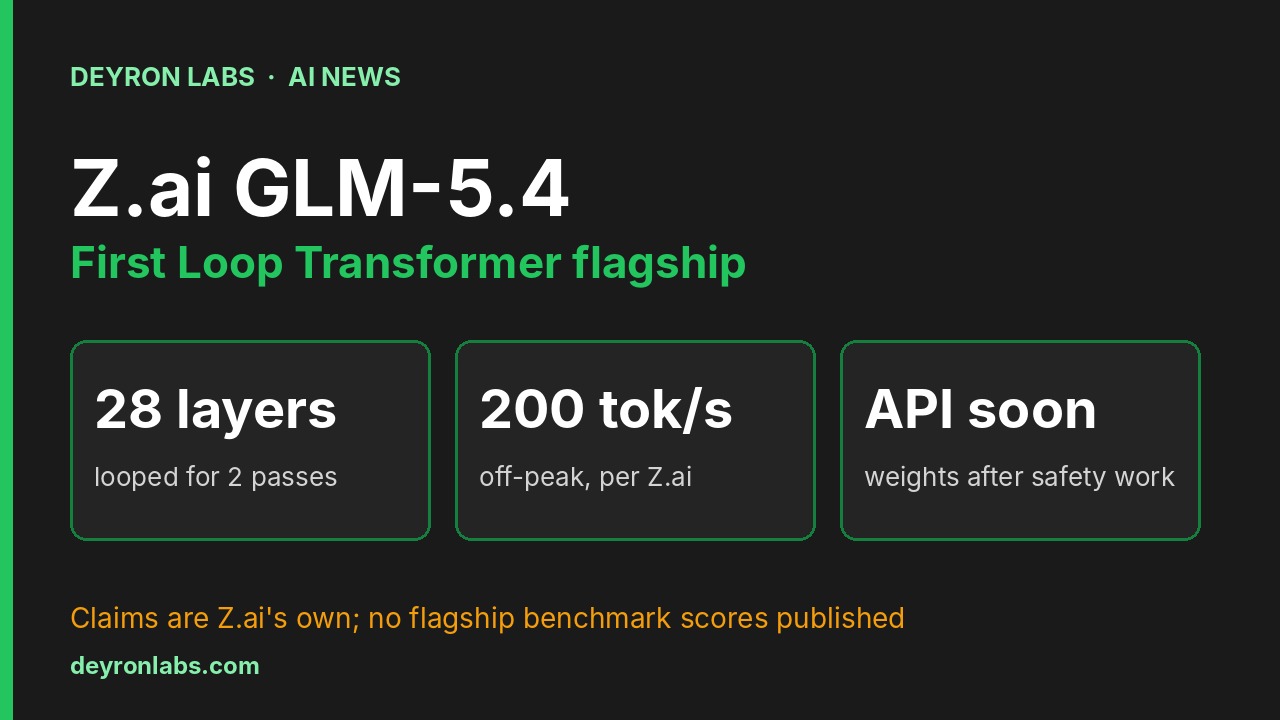 DEYRON LABS · AI NEWS
Z.ai GLM-5.4
First Loop Transformer flagship
28 layers
looped for 2 passes
200 tok/s
off-peak, per Z.ai
API soon
weights after safety work
Claims are Z.ai's own; no flagship benchmark scores published
deyronlabs.com